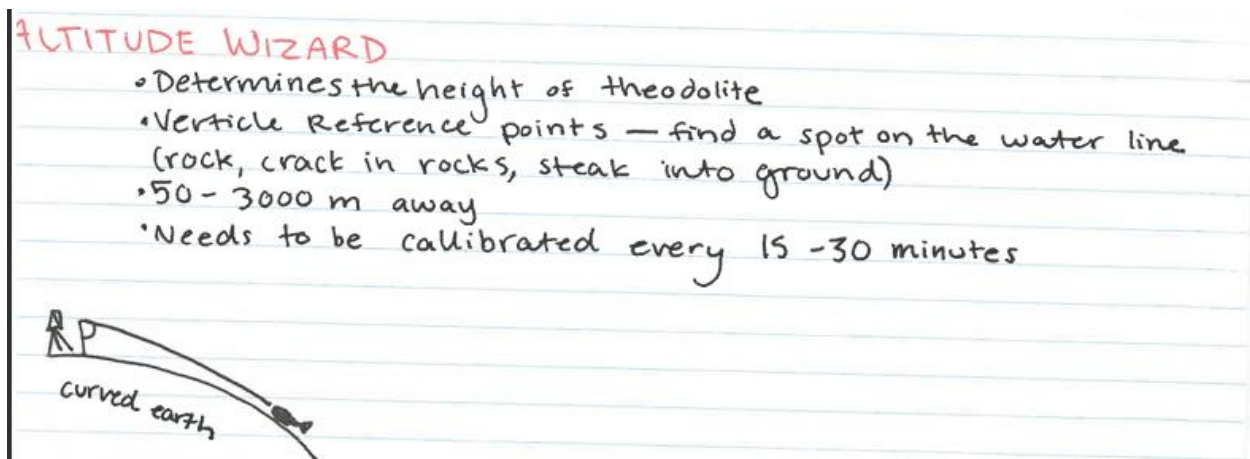 ALTITUDE WIZARD
• Determines the height of theodolite
• Verticle Reference points – find a spot on the water line
(rock, crack in rocks, steak into ground)
• 50 - 3000 m away
• Needs to be callibrated every 15 - 30 minutes
curved earth